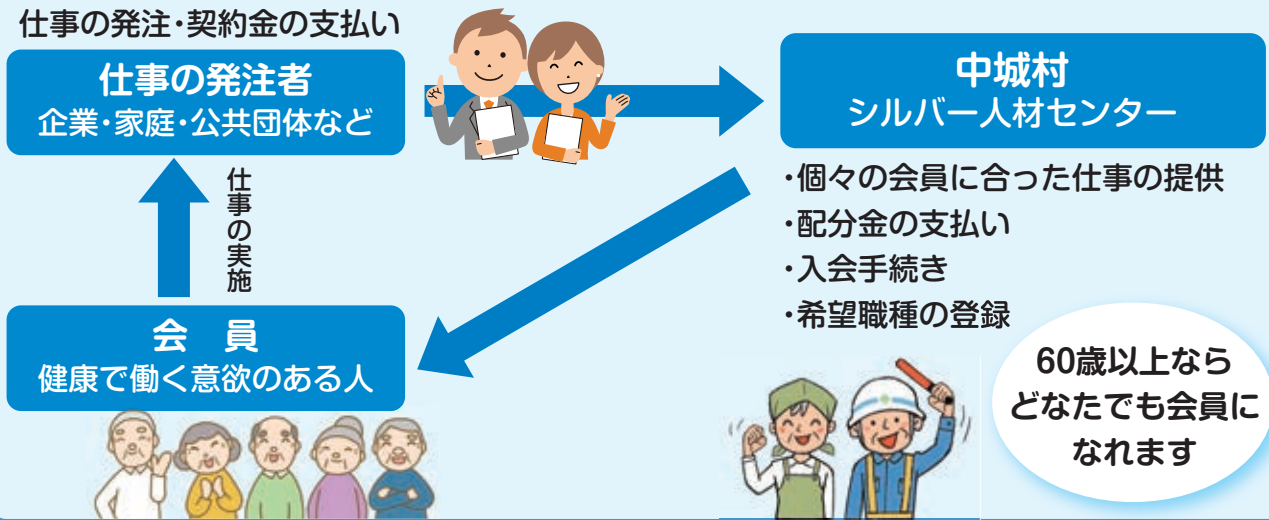 仕事の発注・契約金の支払い
仕事の発注者
企業・家庭・公共団体など
中城村
シルバー人材センター
・個々の会員に合った仕事の提供
・配分金の支払い
・入会手続き
・希望職種の登録
仕事の実施
会　員
健康で働く意欲のある人
60歳以上なら
どなたでも会員に
なれます